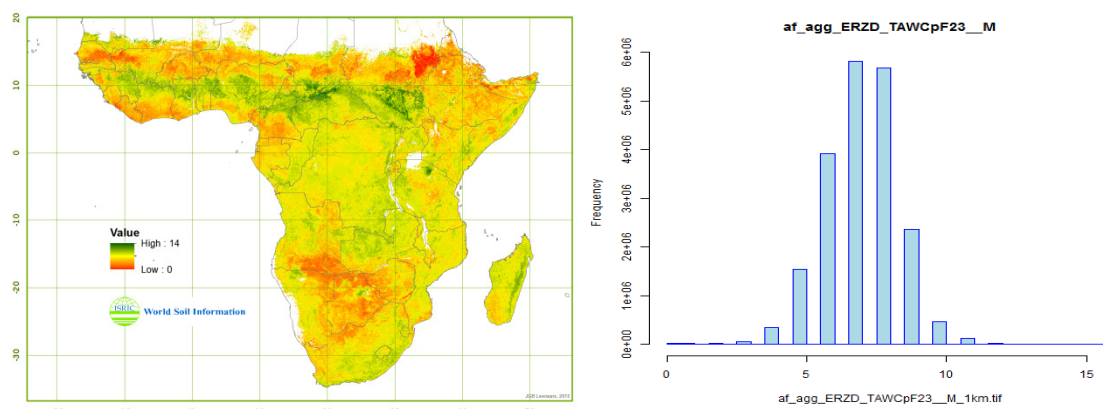 20
10
0
-10
-20
-30
Value
High : 14
Low : 0
ISRIC
World Soil Information
JGB Leenaars, 2015
af_agg_ERZD_TAWCpF23__M
Frequency
6e+06
5e+06
4e+06
3e+06
2e+06
1e+06
0e+00
0
5
10
15
af_agg_ERZD_TAWCpF23__M_1km.tif